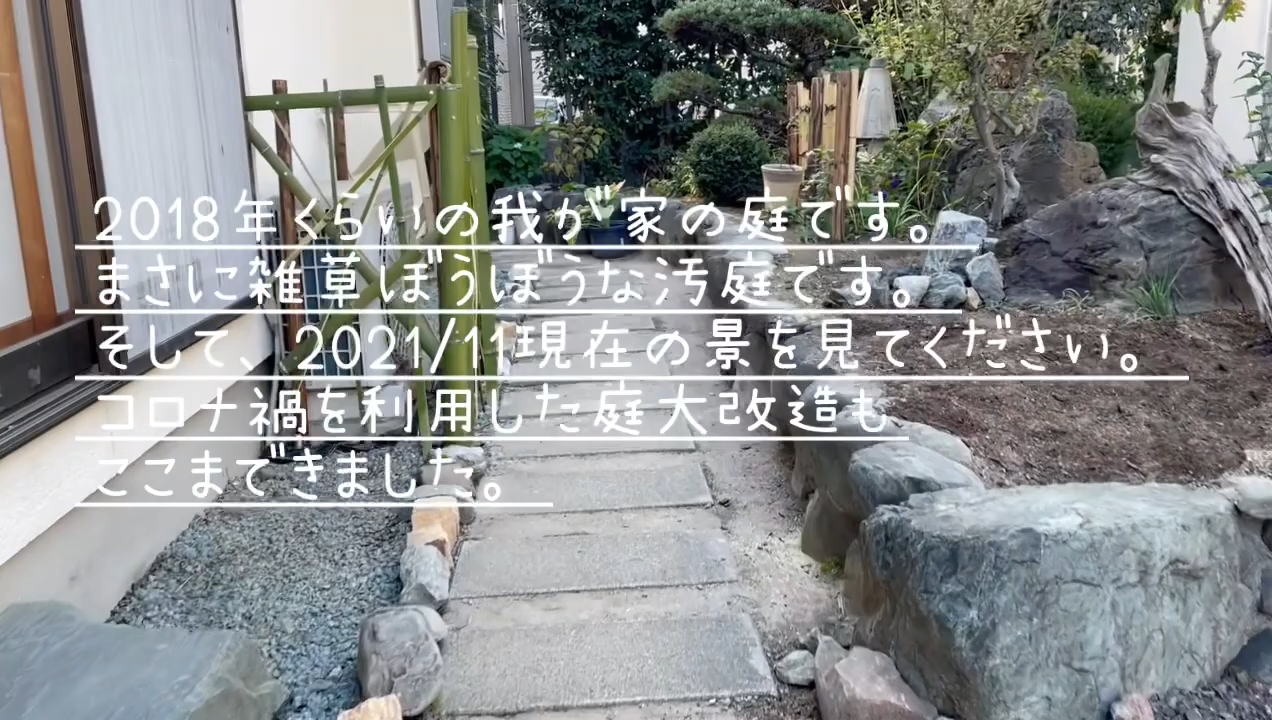 2018年くらいの我が家の庭です。
まさに雑草ぼうぼうな汚庭です。
そして、2021/11現在の景を見てください。
コロナ禍を利用した庭大改造も
ここまできました。